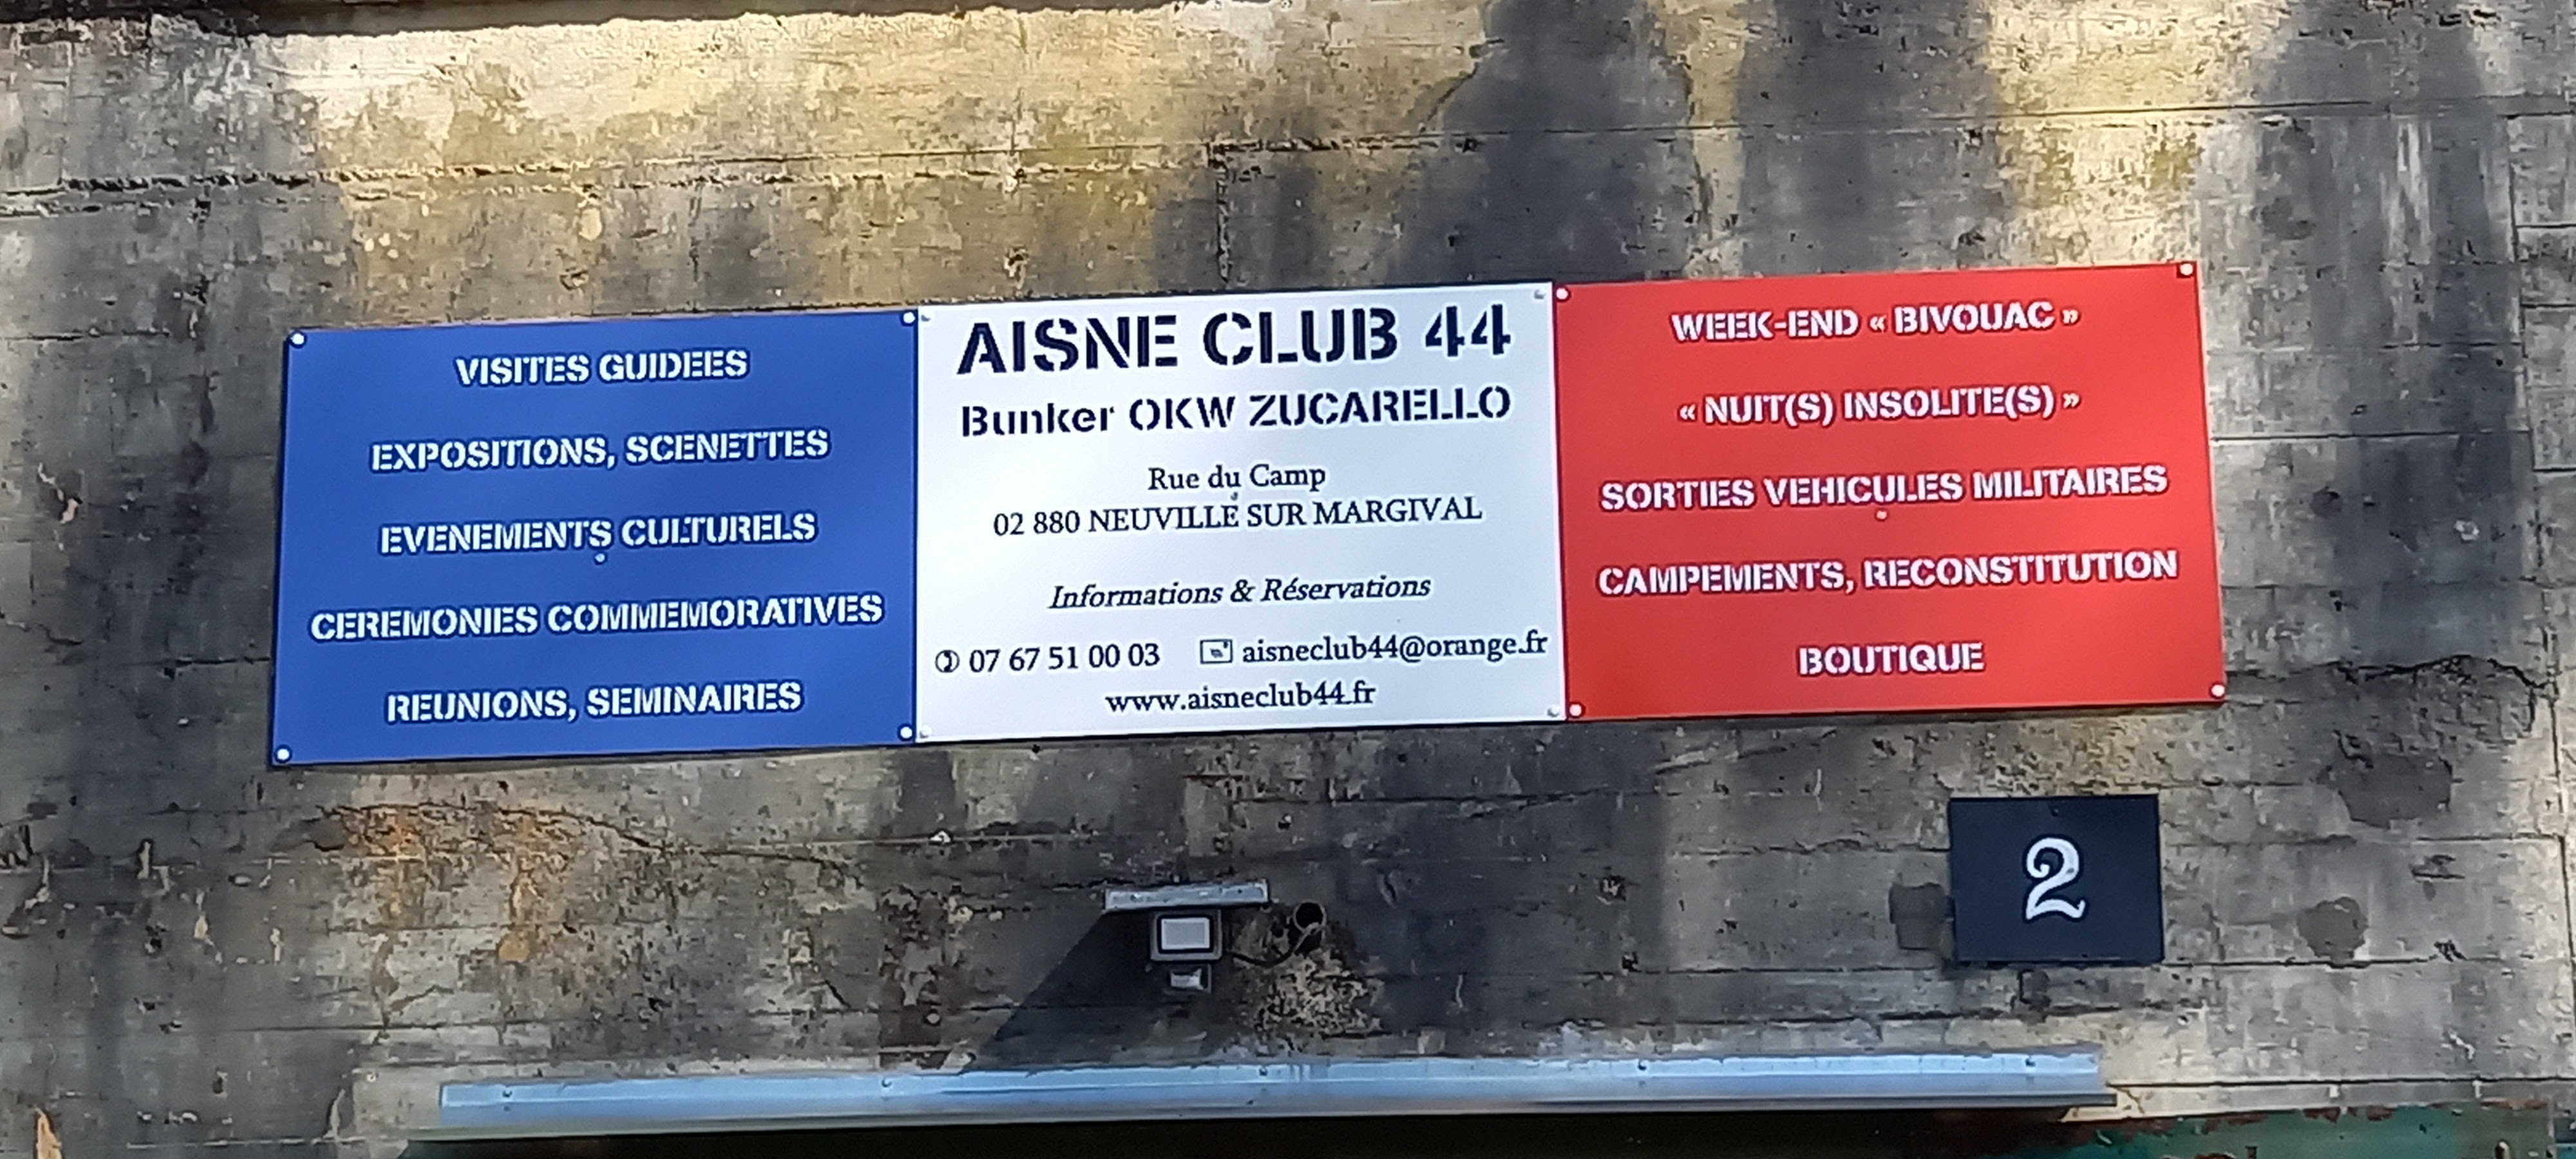 VISITES GUIDEES
EXPOSITIONS, SCENETTES
EVENEMENTS CULTURELS
CEREMONIES COMMEMORATIVES
REUNIONS, SEMINAIRES
AISNE CLUB 44
Bunker OKW ZUCARELLO
Rue du Camp
02 880 NEUVILLE SUR MARGIVAL
Informations & Réservations
✆ 07 67 51 00 03 aisneclub44@orange.fr
www.aisneclub44.fr
WEEK-END « BIVOUAC »
« NUIT(S) INSOLITE(S) »
SORTIES VEHICULES MILITAIRES
CAMPEMENTS, RECONSTITUTION
BOUTIQUE
2